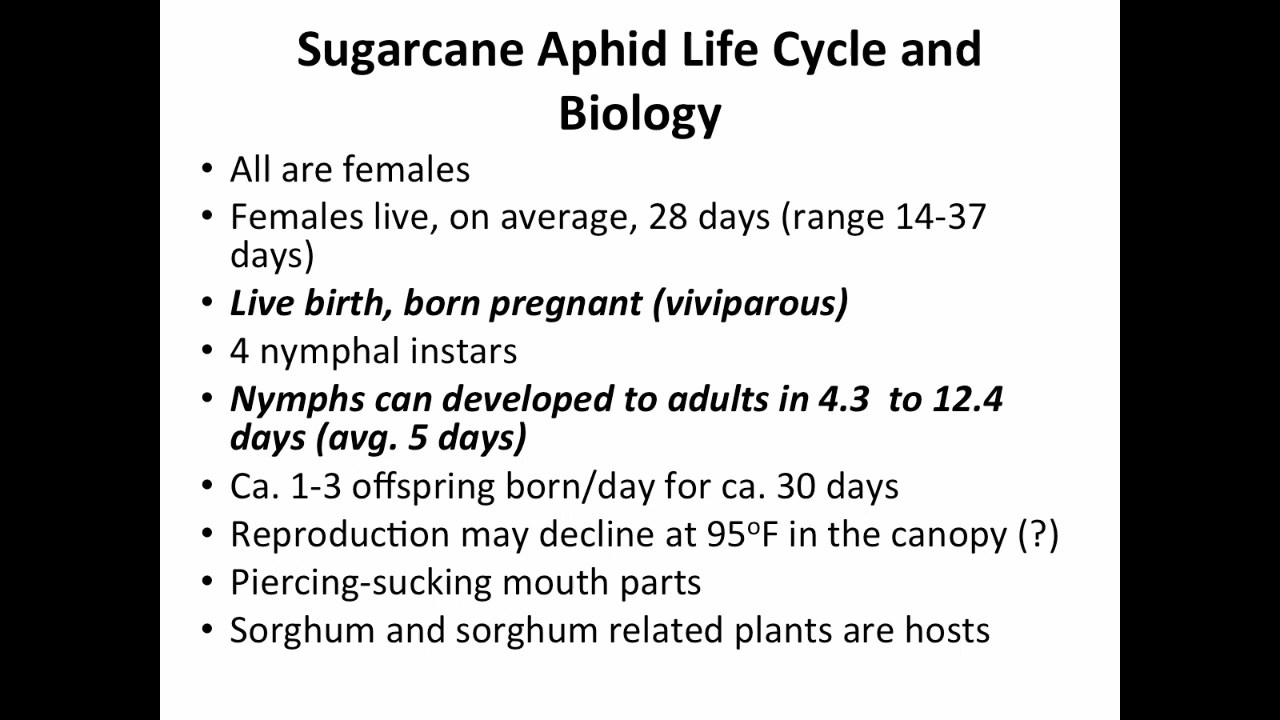 Sugarcane Aphid Life Cycle and
Biology
• All are females
• Females live, on average, 28 days (range 14-37
days)
• Live birth, born pregnant (viviparous)
• 4 nymphal instars
• Nymphs can developed to adults in 4.3  to 12.4
days (avg. 5 days)
• Ca. 1-3 offspring born/day for ca. 30 days
• Reproduction may decline at 95ºF in the canopy (?)
• Piercing-sucking mouth parts
• Sorghum and sorghum related plants are hosts